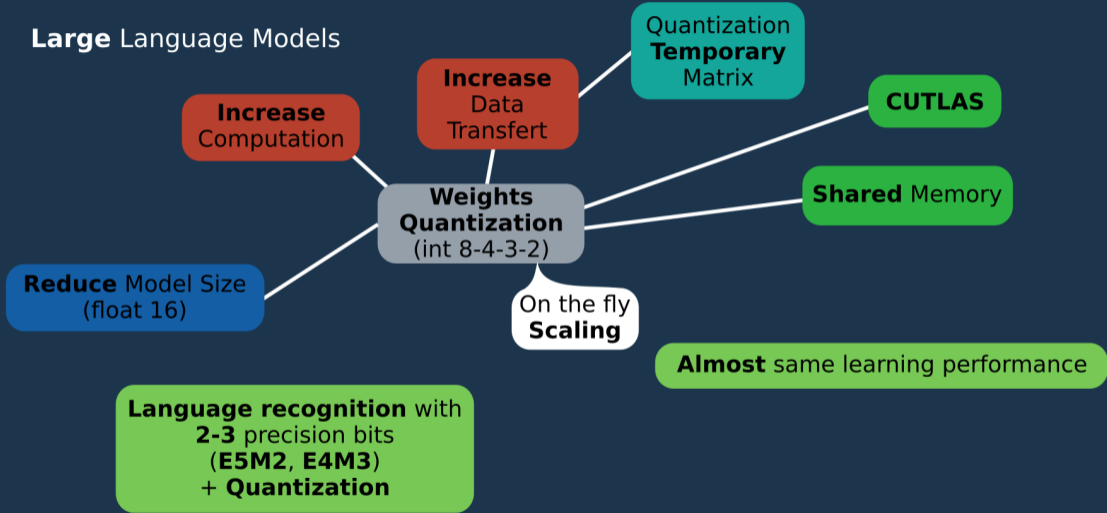 Large Language Models
Quantization
Temporary
Matrix
Increase
Data
Transfert
CUTLAS
Increase
Computation
Weights
Quantization
(int 8-4-3-2)
Shared Memory
Reduce Model Size
(float 16)
On the fly
Scaling
Almost same learning performance
Language recognition with
2-3 precision bits
(E5M2, E4M3)
+ Quantization